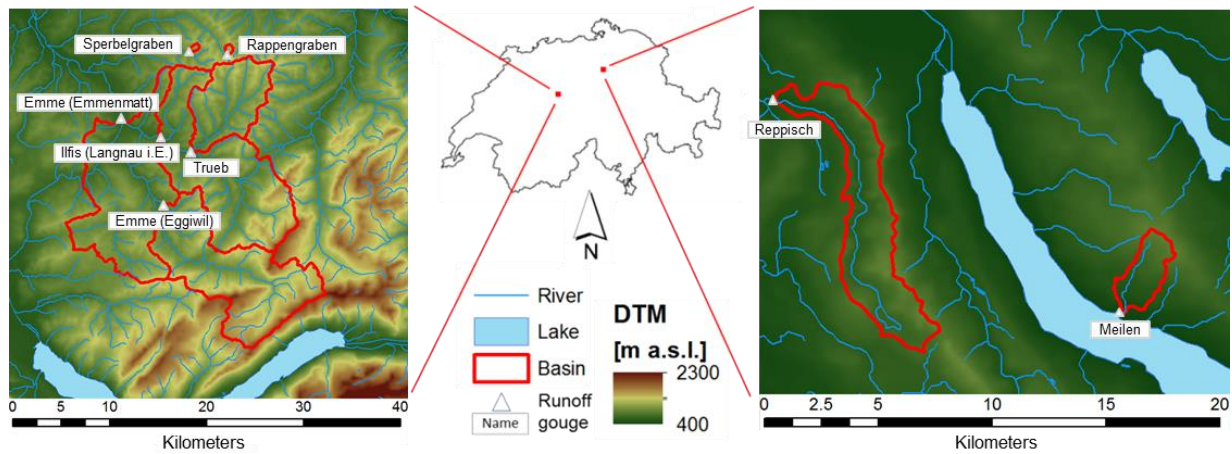 Sperbelgraben
Rappengraben
Emme (Emmenmatt)
Ilfis (Langnau i.E.)
Trueb
Emme (Eggiwil)
0 5 10 20 30 40
Kilometers
N
River
Lake
Basin
Runoff
gouge
Name
DTM
[m a.s.l.]
2300
400
Reppisch
Meilen
0 2.5 5 10 15 20
Kilometers